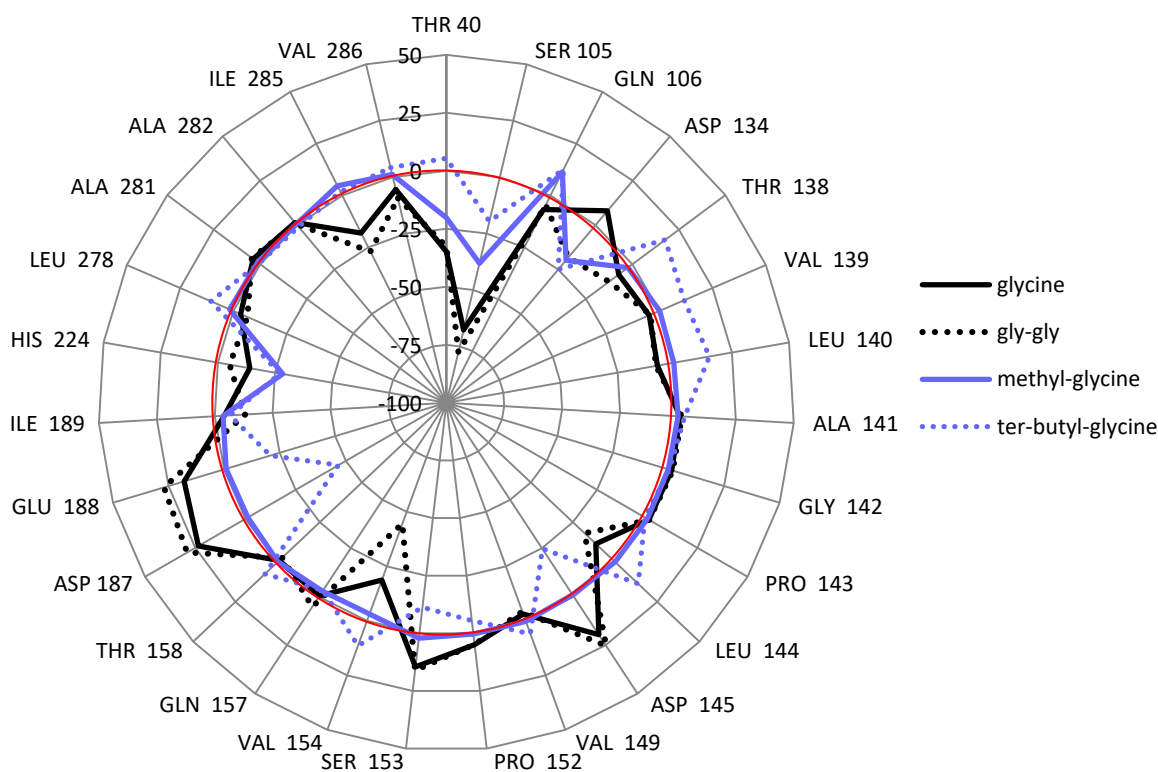 THR 40
SER 105
GLN 106
ASP 134
THR 138
VAL 139
LEU 140
ALA 141
GLY 142
PRO 143
LEU 144
ASP 145
VAL 149
PRO 152
SER 153
VAL 154
GLN 157
THR 158
ASP 187
GLU 188
ILE 189
HIS 224
LEU 278
ALA 281
ALA 282
ILE 285
VAL 286
50
25
0
-25
-50
-75
-100
glycine
gly-gly
methyl-glycine
ter-butyl-glycine